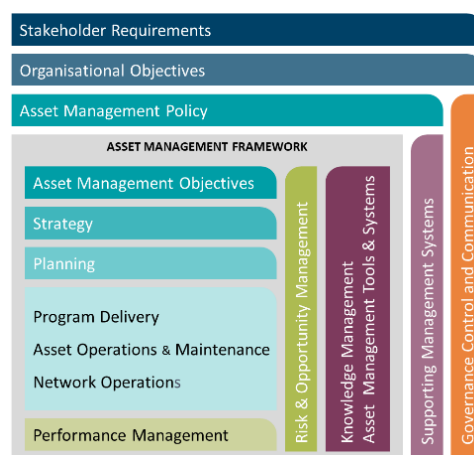 Stakeholder Requirements
Organisational Objectives
Asset Management Policy
ASSET MANAGEMENT FRAMEWORK
Asset Management Objectives
Strategy
Planning
Program Delivery
Asset Operations & Maintenance
Network Operations
Performance Management
Risk & Opportunity Management
Knowledge Management
Asset Management Tools & Systems
Supporting Management Systems
Governance Control and Communication